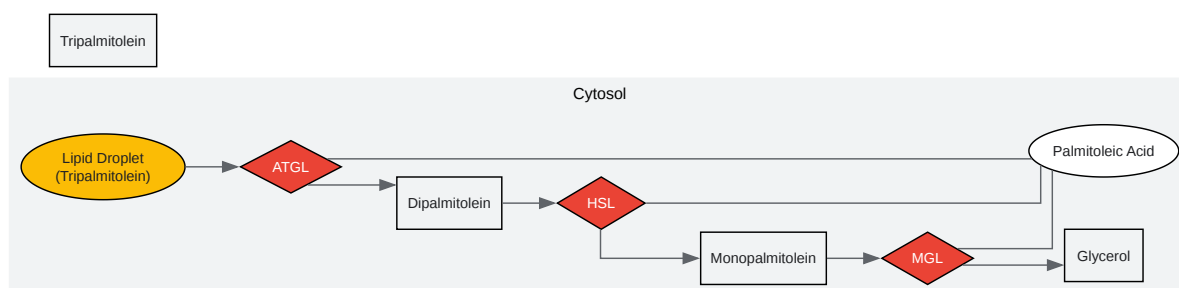 Tripalmitolein
Cytosol
Lipid Droplet
(Tripalmitolein)
ATGL
Palmitoleic Acid
Dipalmitolein
HSL
Monopalmitolein
MGL
Glycerol